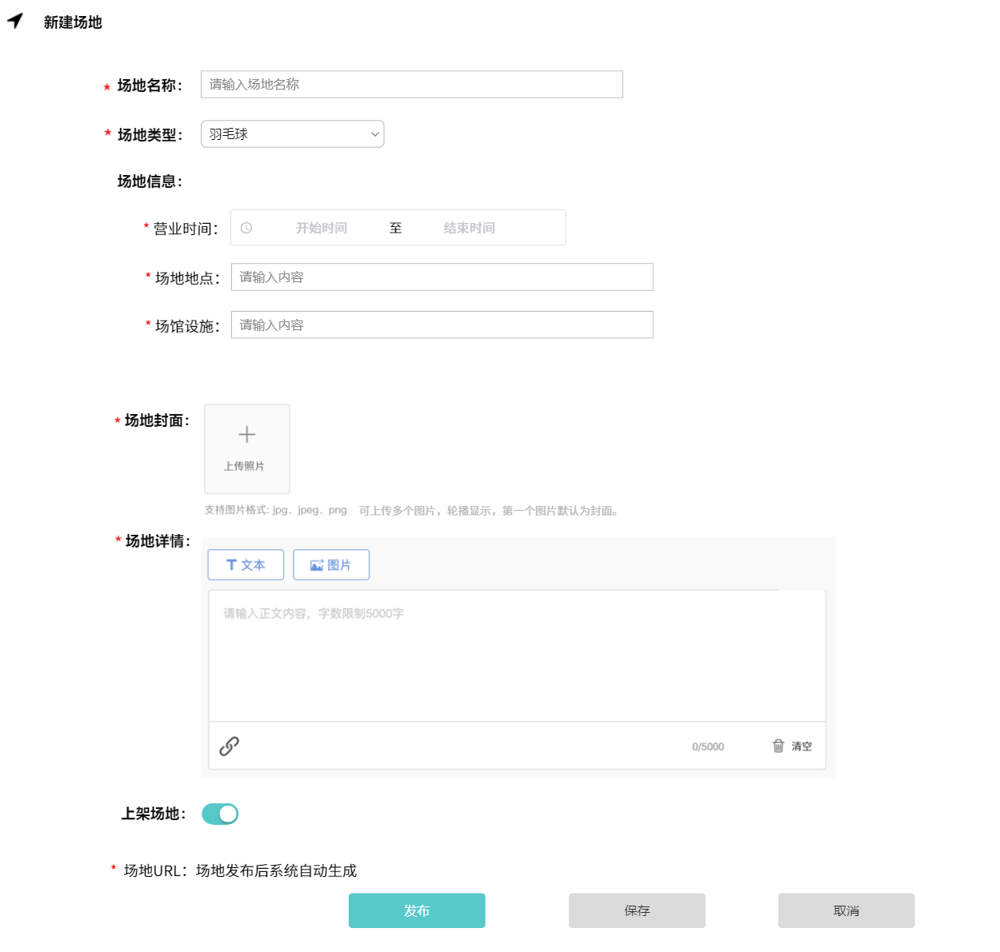 新建场地
* 场地名称： 请输入场地名称
* 场地类型： 羽毛球
场地信息：
* 营业时间： 开始时间 至 结束时间
* 场地地点： 请输入内容
* 场馆设施： 请输入内容
* 场地封面：
上传照片
支持图片格式: jpg、jpeg、png 可上传多个图片，轮播显示，第一个图片默认为封面。
* 场地详情：
T 文本 图片
请输入正文内容，字数限制5000字
0/5000 清空
上架场地：
* 场地URL：场地发布后系统自动生成
发布 保存 取消